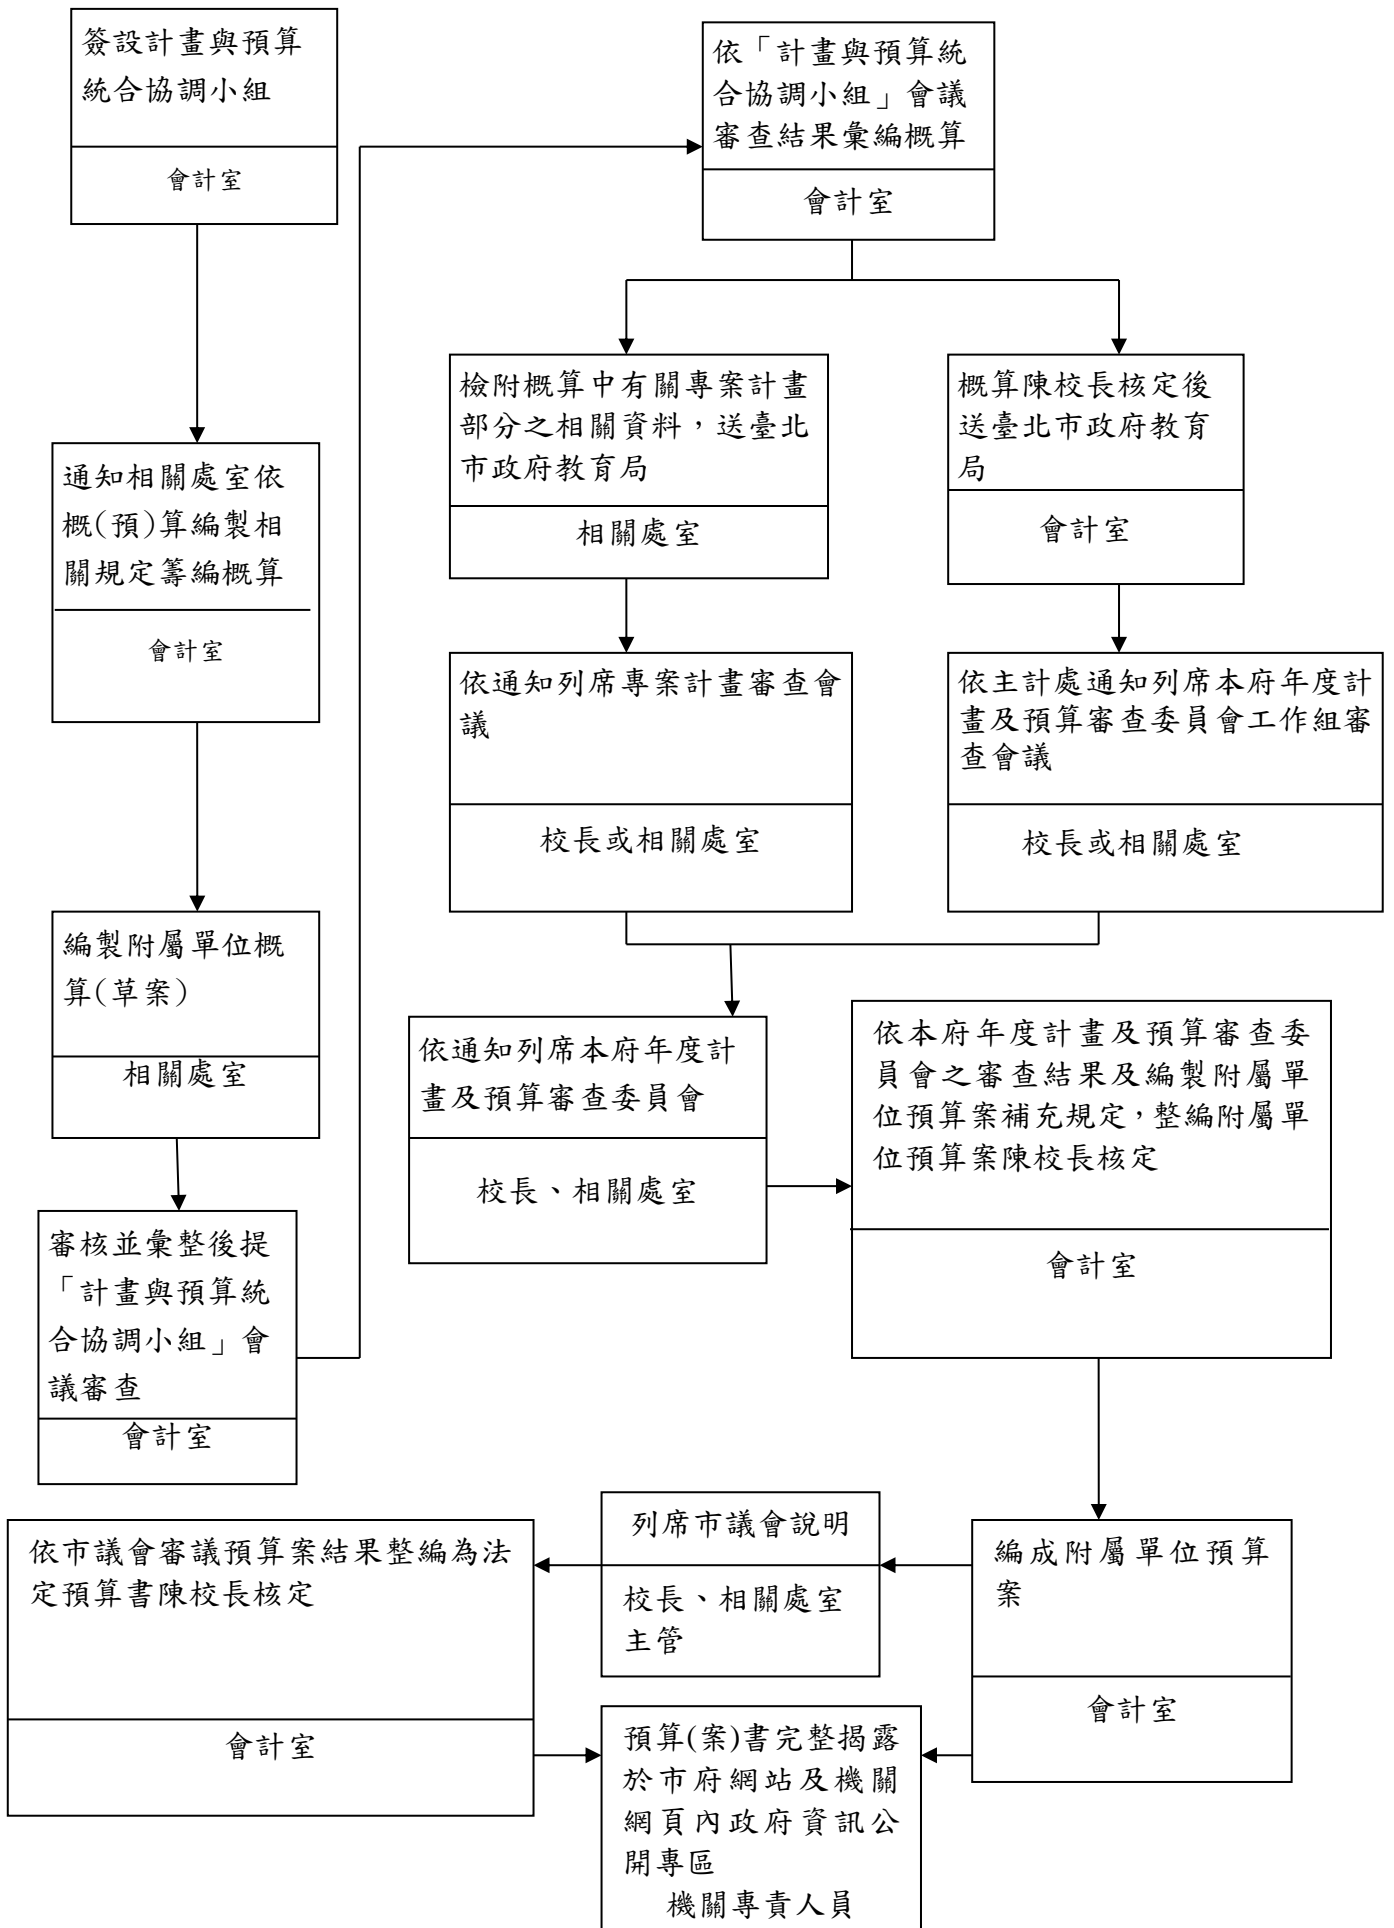 簽設計畫與預算
統合協調小組
會計室
通知相關處室依
概(預)算編製相
關規定籌編概算
會計室
編製附屬單位概
算(草案)
相關處室
審核並彙整後提
「計畫與預算統
合協調小組」會
議審查
會計室
依「計畫與預算統
合協調小組」會議
審查結果彙編概算
會計室
檢附概算中有關專案計畫
部分之相關資料，送臺北
市政府教育局
相關處室
概算陳校長核定後
送臺北市政府教育
局
會計室
依通知列席專案計畫審查會
議
校長或相關處室
依主計處通知列席本府年度計
畫及預算審查委員會工作組審
查會議
校長或相關處室
依通知列席本府年度計
畫及預算審查委員會
校長、相關處室
依本府年度計畫及預算審查委
員會之審查結果及編製附屬單
位預算案補充規定，整編附屬單
位預算案陳校長核定
會計室
編成附屬單位預算
案
會計室
列席市議會說明
校長、相關處室
主管
依市議會審議預算案結果整編為法
定預算書陳校長核定
會計室
預算(案)書完整揭露
於市府網站及機關
網頁內政府資訊公
開專區
機關專責人員